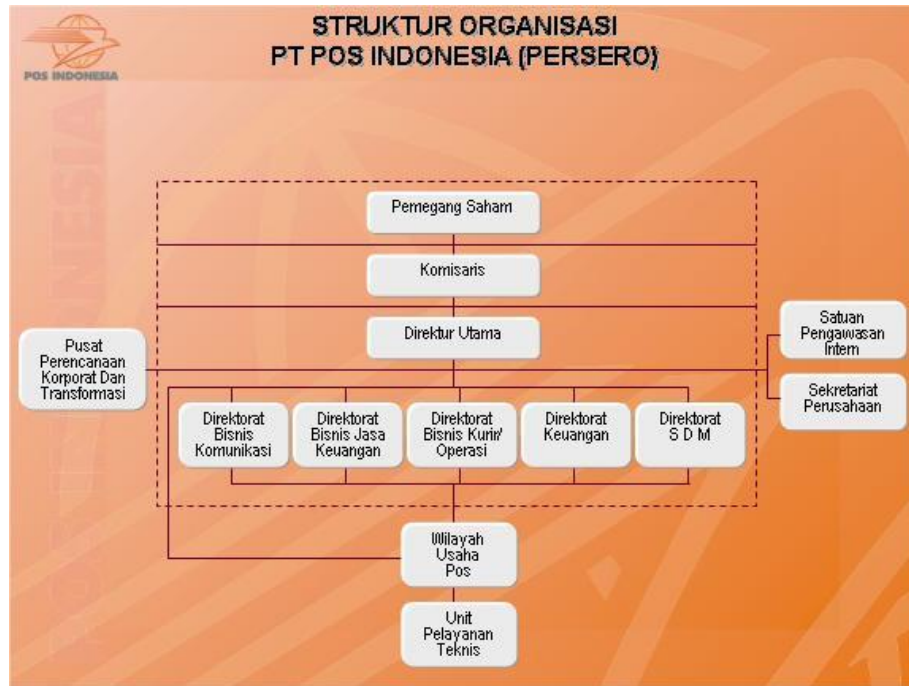 STRUKTUR ORGANISASI
PT POS INDONESIA (PERSERO)
POS INDONESIA
POS INDONESIA
Pemegang Saham
Komisaris
Direktur Utama
Pusat
Perencanaan
Korporat Dan
Transformasi
Satuan
Pengawasan
Intern
Sekretariat
Perusahaan
Direktorat
Bisnis
Komunikasi
Direktorat
Bisnis Jasa
Keuangan
Direktorat
Bisnis Kurir/
Operasi
Direktorat
Keuangan
Direktorat
S D M
Wilayah
Usaha
Pos
Unit
Pelayanan
Teknis